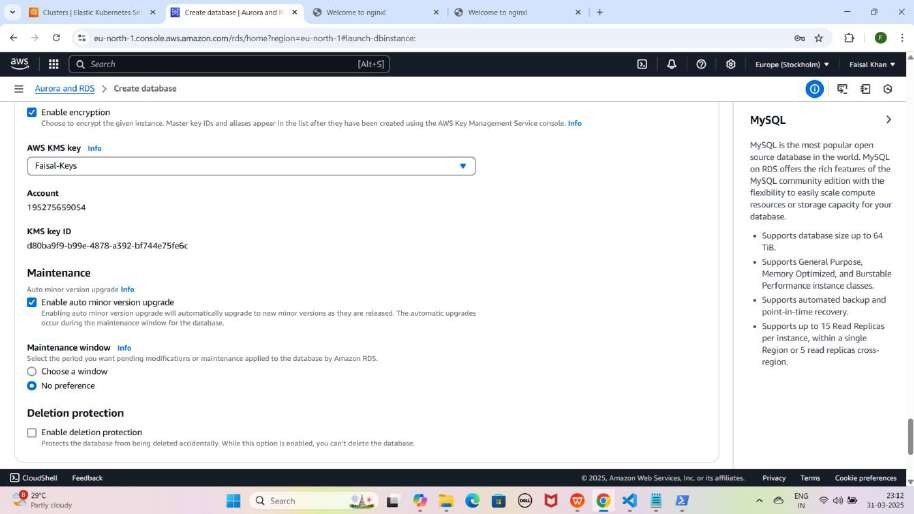 Clusters | Elastic Kubernetes Se
Create database | Aurora and R
Welcome to nginx!
Welcome to nginx!
eu-north-1.console.aws.amazon.com/rds/home?region=eu-north-1#launch-dbinstance:
F
aws
Search
[Alt+S]
Europe (Stockholm)
Faisal Khan
Aurora and RDS
Create database
Enable encryption
Choose to encrypt the given instance. Master key IDs and aliases appear in the list after they have been created using the AWS Key Management Service console. Info
AWS KMS key Info
Faisal-Keys
Account
195275659054
KMS key ID
d80ba9f9-b99e-4878-a392-bf744e75fe6c
Maintenance
Auto minor version upgrade Info
Enable auto minor version upgrade
Enabling auto minor version upgrade will automatically upgrade to new minor versions as they are released. The automatic upgrades
occur during the maintenance window for the database.
Maintenance window Info
Select the period you want pending modifications or maintenance applied to the database by Amazon RDS.
Choose a window
No preference
Deletion protection
Enable deletion protection
Protects the database from being deleted accidentally. While this option is enabled, you can't delete the database.
MySQL
MySQL is the most popular open
source database in the world. MySQL
on RDS offers the rich features of the
MySQL community edition with the
flexibility to easily scale compute
resources or storage capacity for your
database.
• Supports database size up to 64
TiB.
• Supports General Purpose,
Memory Optimized, and Burstable
Performance instance classes.
• Supports automated backup and
point-in-time recovery.
• Supports up to 15 Read Replicas
per instance, within a single
Region or 5 read replicas cross-
region.
CloudShell
Feedback
© 2025, Amazon Web Services, Inc. or its affiliates.
Privacy
Terms
Cookie preferences
8
29°C
Partly cloudy
Search
DELL
ENG
IN
23:12
31-03-2025